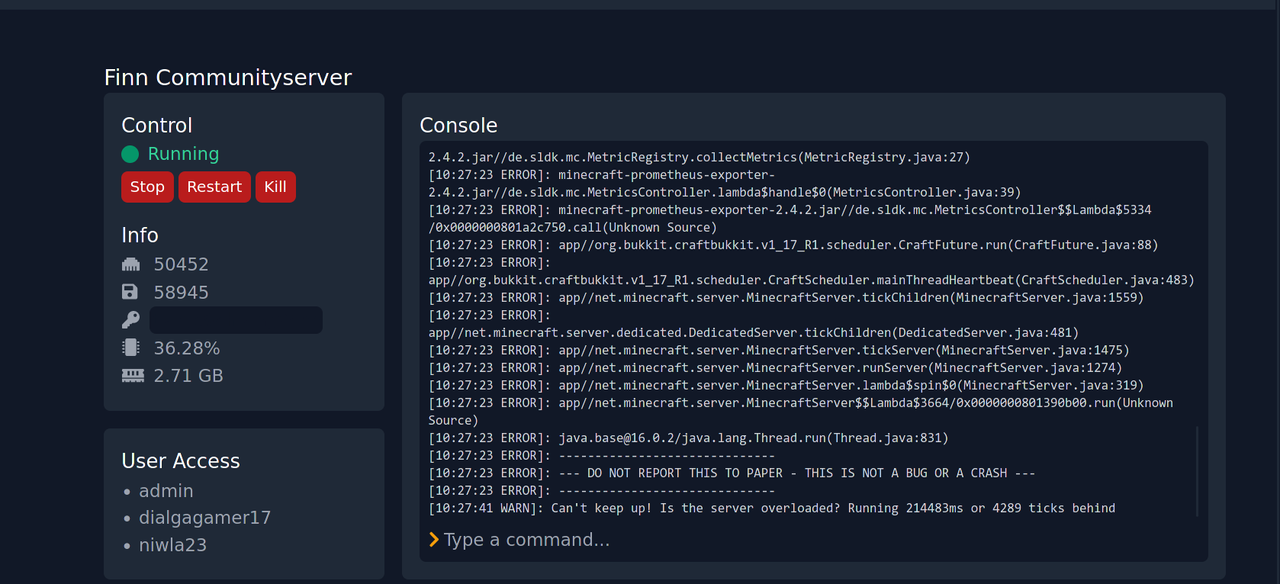 Finn Communityserver
Control
Running
Stop Restart Kill
Info
50452
58945
36.28%
2.71 GB
User Access
admin
dialgagamer17
niwla23
Console
2.4.2.jar//de.sldk.mc.MetricRegistry.collectMetrics(MetricRegistry.java:27)
[10:27:23 ERROR]: minecraft-prometheus-exporter-
2.4.2.jar//de.sldk.mc.MetricsController.lambda$handle$0(MetricsController.java:39)
[10:27:23 ERROR]: minecraft-prometheus-exporter-2.4.2.jar//de.sldk.mc.MetricsController$$Lambda$5334
/0x0000000801a2c750.call(Unknown Source)
[10:27:23 ERROR]: app//org.bukkit.craftbukkit.v1_17_R1.scheduler.CraftFuture.run(CraftFuture.java:88)
[10:27:23 ERROR]:
app//org.bukkit.craftbukkit.v1_17_R1.scheduler.CraftScheduler.mainThreadHeartbeat(CraftScheduler.java:483)
[10:27:23 ERROR]: app//net.minecraft.server.MinecraftServer.tickChildren(MinecraftServer.java:1559)
[10:27:23 ERROR]:
app//net.minecraft.server.dedicated.DedicatedServer.tickChildren(DedicatedServer.java:481)
[10:27:23 ERROR]: app//net.minecraft.server.MinecraftServer.tickServer(MinecraftServer.java:1475)
[10:27:23 ERROR]: app//net.minecraft.server.MinecraftServer.runServer(MinecraftServer.java:1274)
[10:27:23 ERROR]: app//net.minecraft.server.MinecraftServer.lambda$spin$0(MinecraftServer.java:319)
[10:27:23 ERROR]: app//net.minecraft.server.MinecraftServer$$Lambda$3664/0x0000000801390b00.run(Unknown
Source)
[10:27:23 ERROR]: java.base@16.0.2/java.lang.Thread.run(Thread.java:831)
[10:27:23 ERROR]: ------------------------------
[10:27:23 ERROR]: --- DO NOT REPORT THIS TO PAPER - THIS IS NOT A BUG OR A CRASH ---
[10:27:23 ERROR]: ------------------------------
[10:27:41 WARN]: Can't keep up! Is the server overloaded? Running 214483ms or 4289 ticks behind
Type a command...